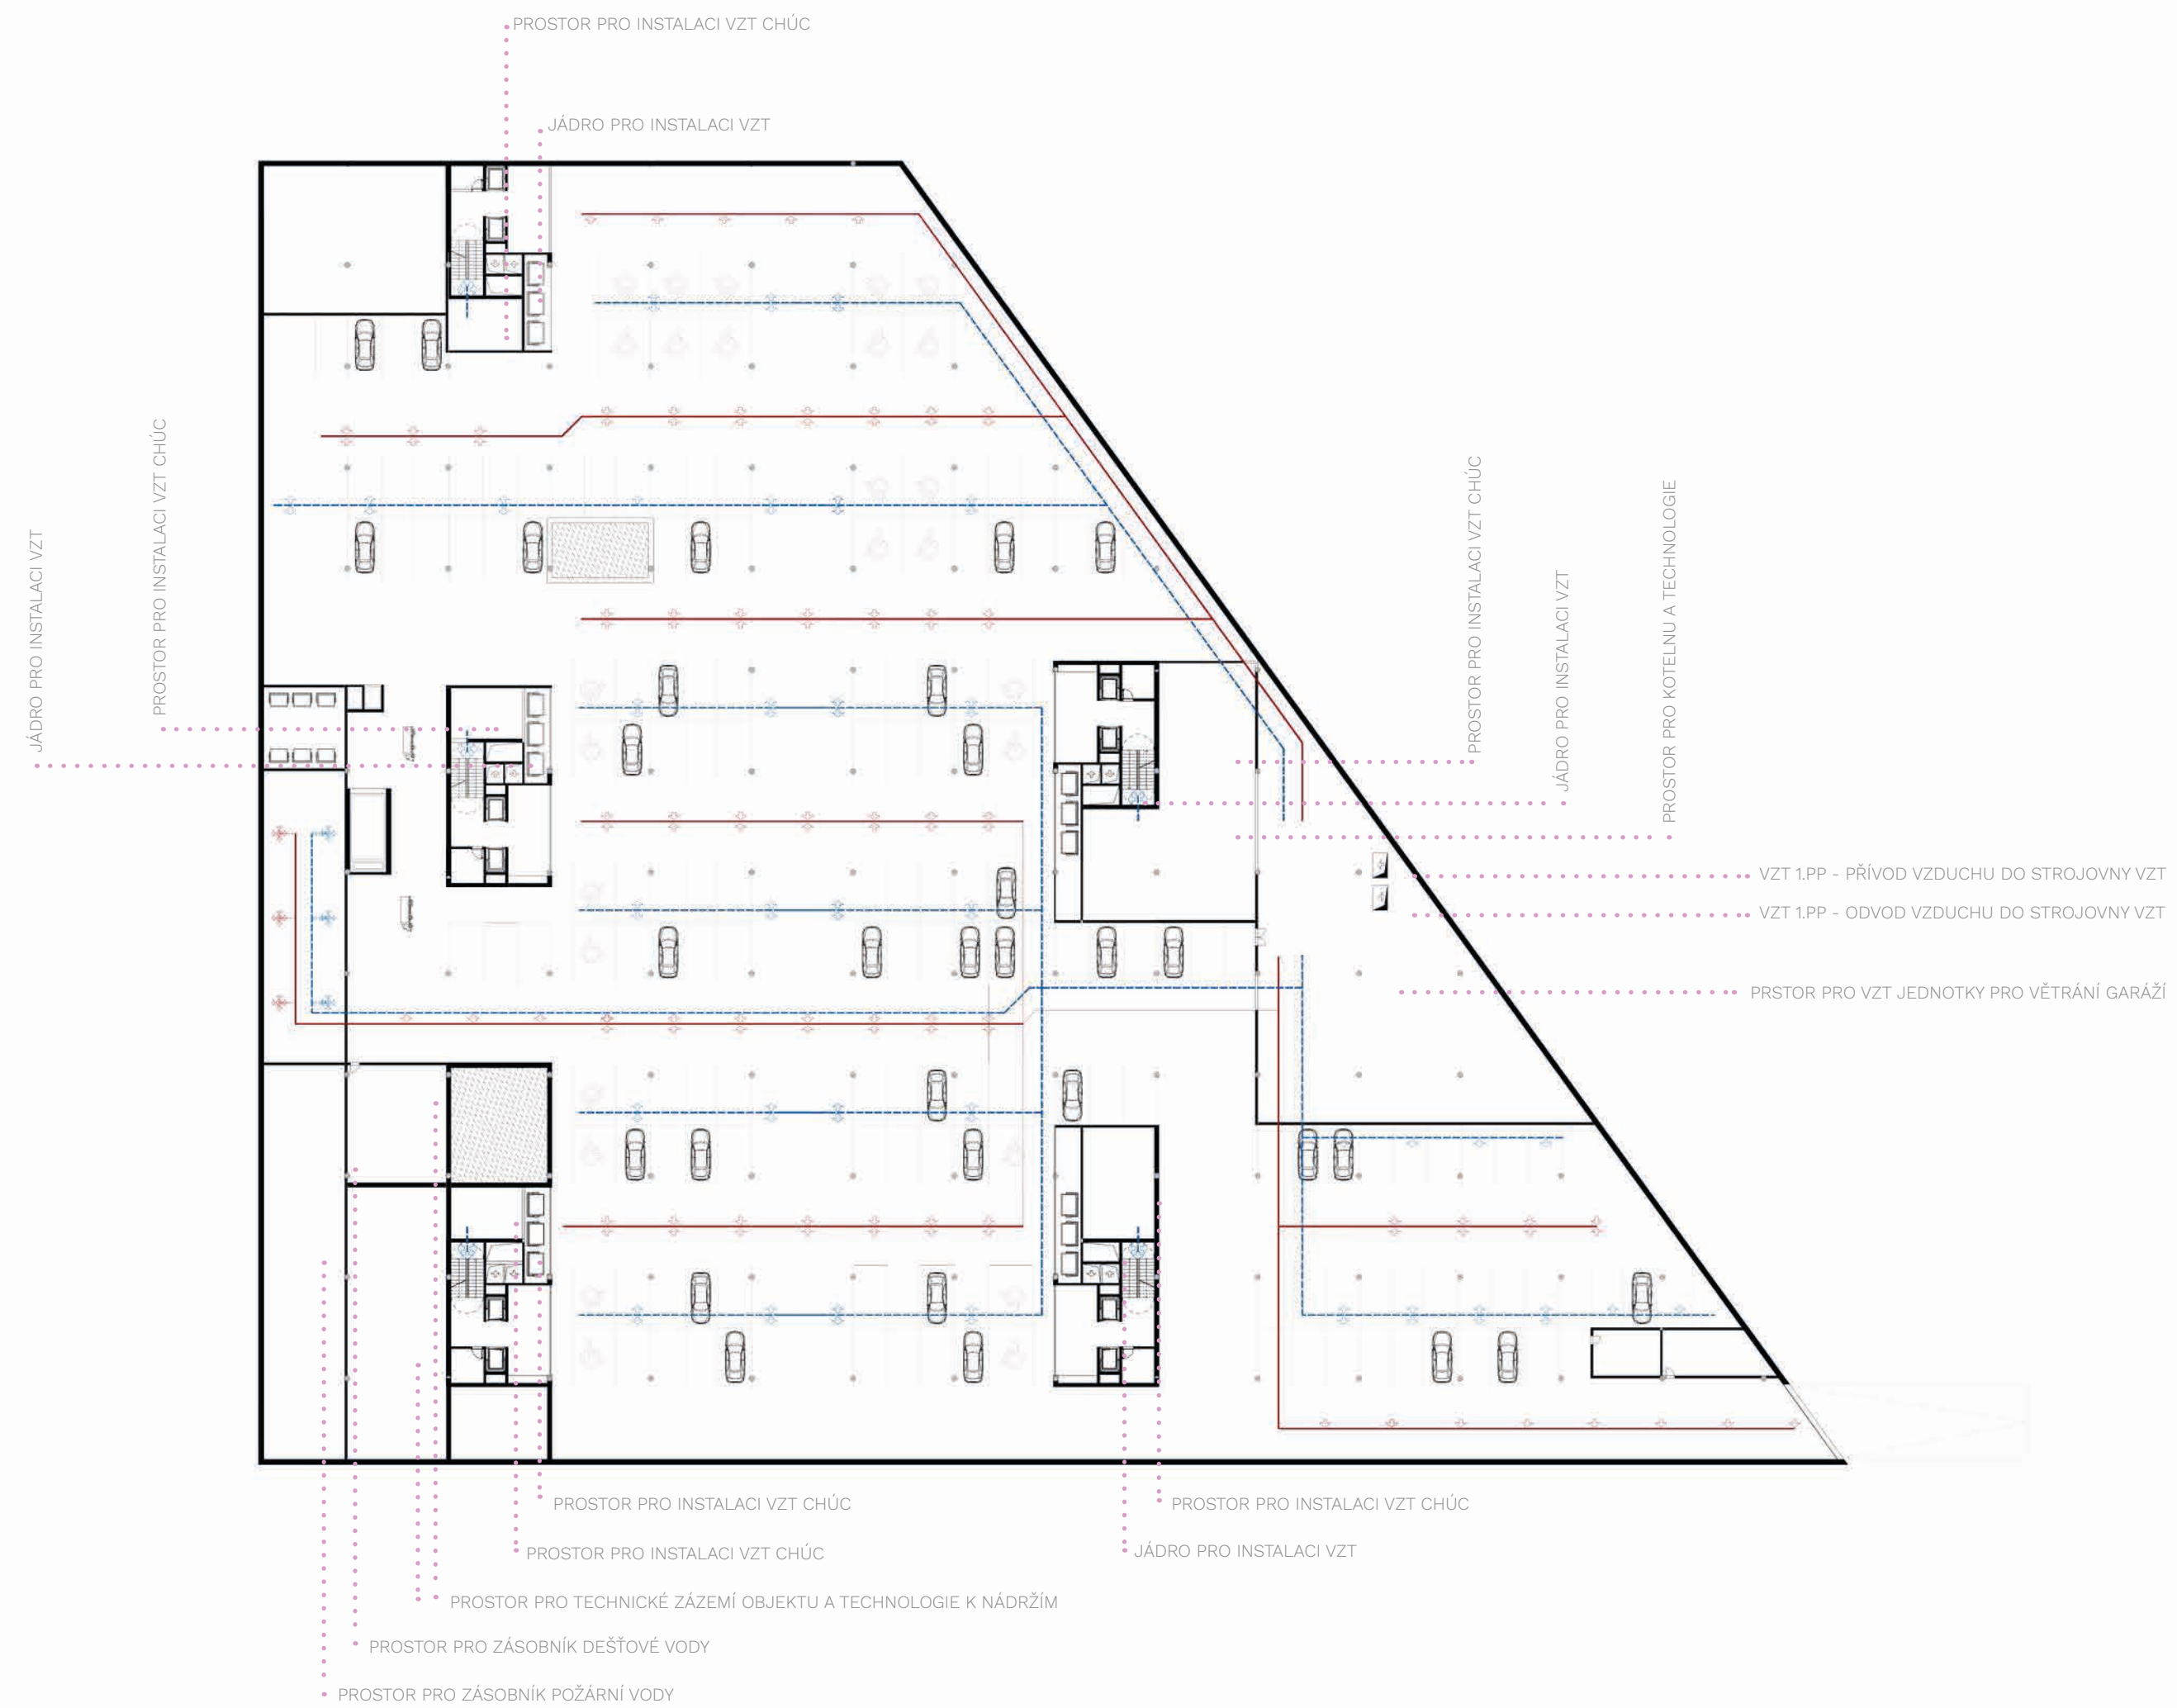 PROSTOR PRO INSTALACI VZT CHÚC
JÁDRO PRO INSTALACI VZT
JÁDRO PRO INSTALACI VZT
PROSTOR PRO INSTALACI VZT CHÚC
PROSTOR PRO INSTALACI VZT CHÚC
JÁDRO PRO INSTALACI VZT
PROSTOR PRO KOTELNU A TECHNOLOGIE
VZT 1.PP - PŘÍVOD VZDUCHU DO STROJOVNY VZT
VZT 1.PP - ODVOD VZDUCHU DO STROJOVNY VZT
PRSTOR PRO VZT JEDNOTKY PRO VĚTRÁNÍ GARÁŽÍ
PROSTOR PRO INSTALACI VZT CHÚC
PROSTOR PRO INSTALACI VZT CHÚC
PROSTOR PRO INSTALACI VZT CHÚC
JÁDRO PRO INSTALACI VZT
PROSTOR PRO TECHNICKÉ ZÁZEMÍ OBJEKTU A TECHNOLOGIE K NÁDRŽÍM
PROSTOR PRO ZÁSOBNÍK DEŠŤOVÉ VODY
PROSTOR PRO ZÁSOBNÍK POŽÁRNÍ VODY